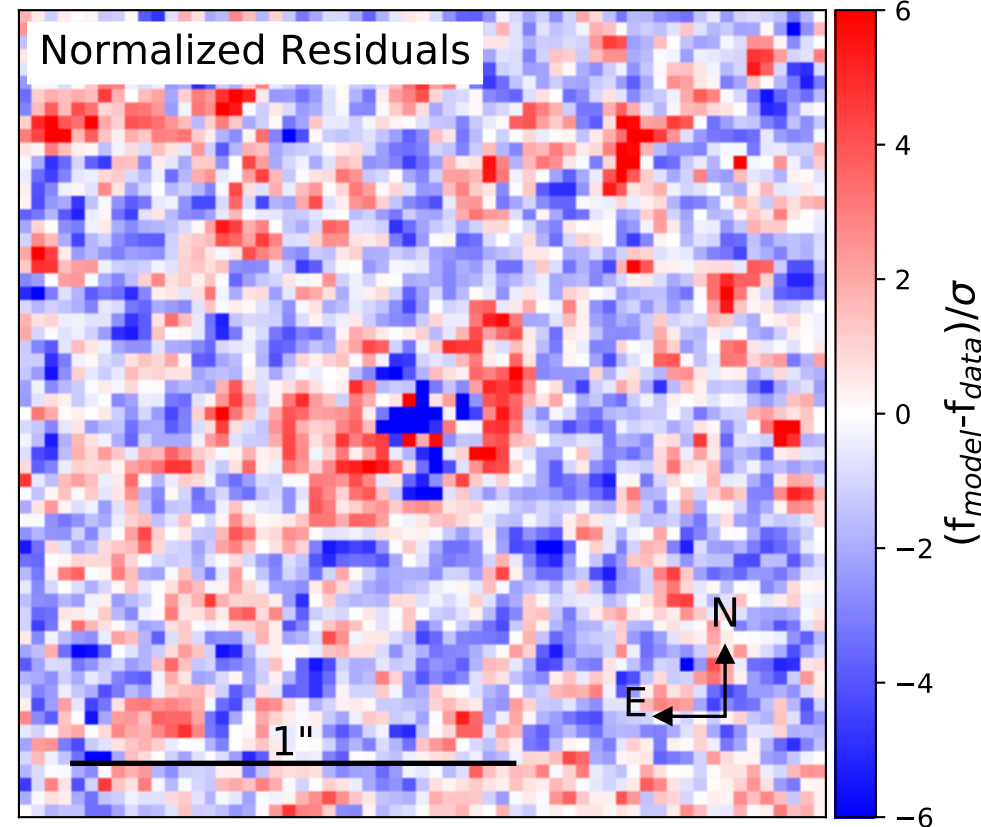 Normalized Residuals
6
4
2
0
−2
−4
−6
(f_model-f_data)/σ
N
E
1"